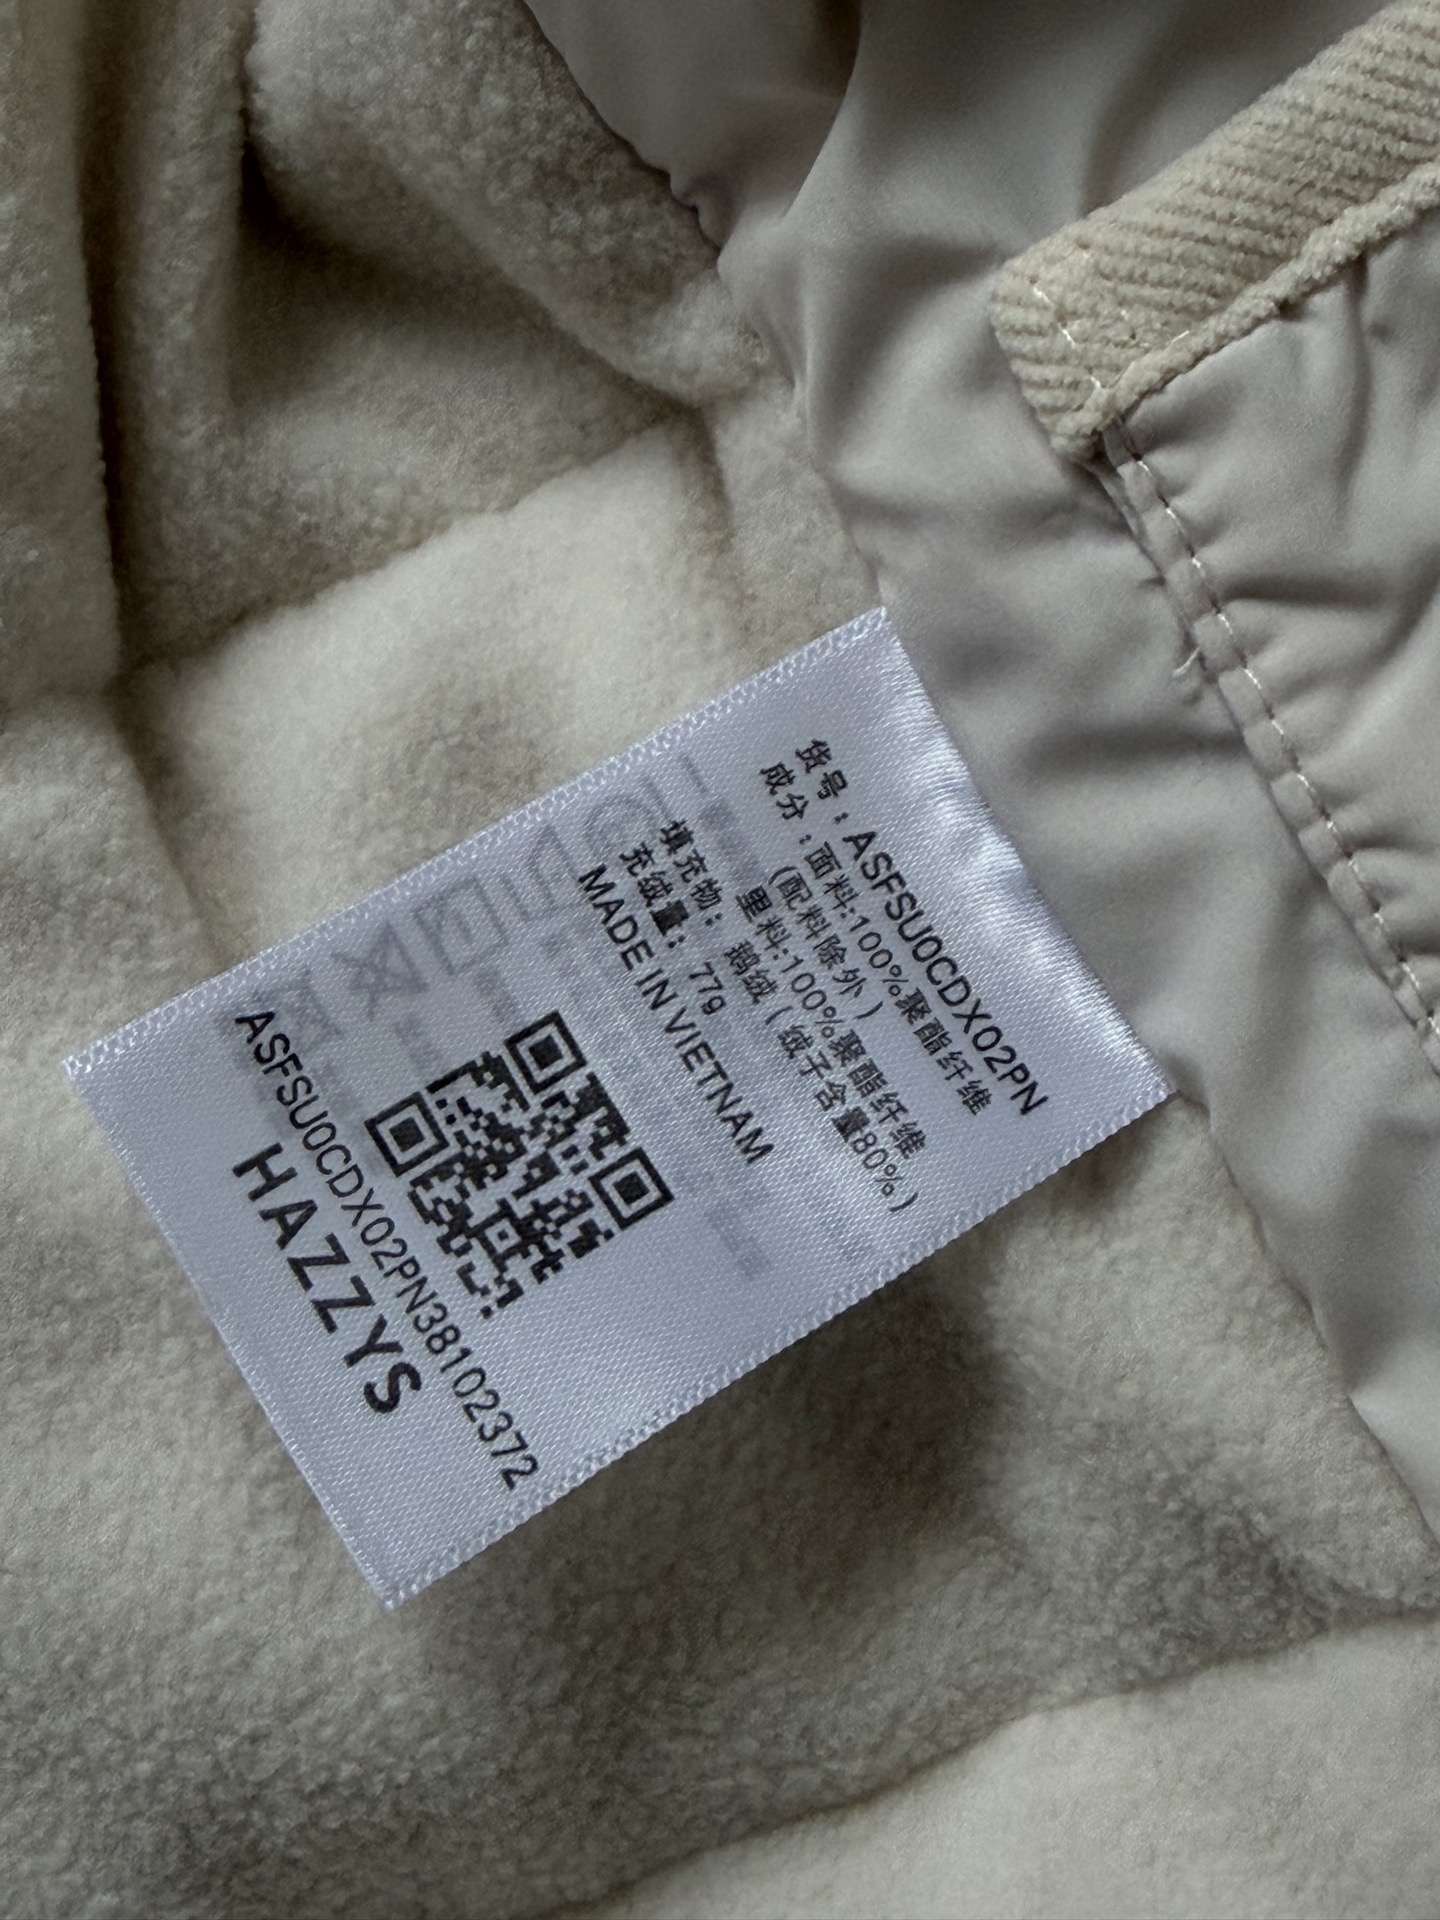 货号：ASFSU0CDX02PN
成分：面料:100%聚酯纤维
(配料除外)
里料:100%聚酯纤维
填充物：鹅绒(绒子含量80%)
充绒量：77g
MADE IN VIETNAM
ASFSU0CDX02PN38102372
HAZZYS